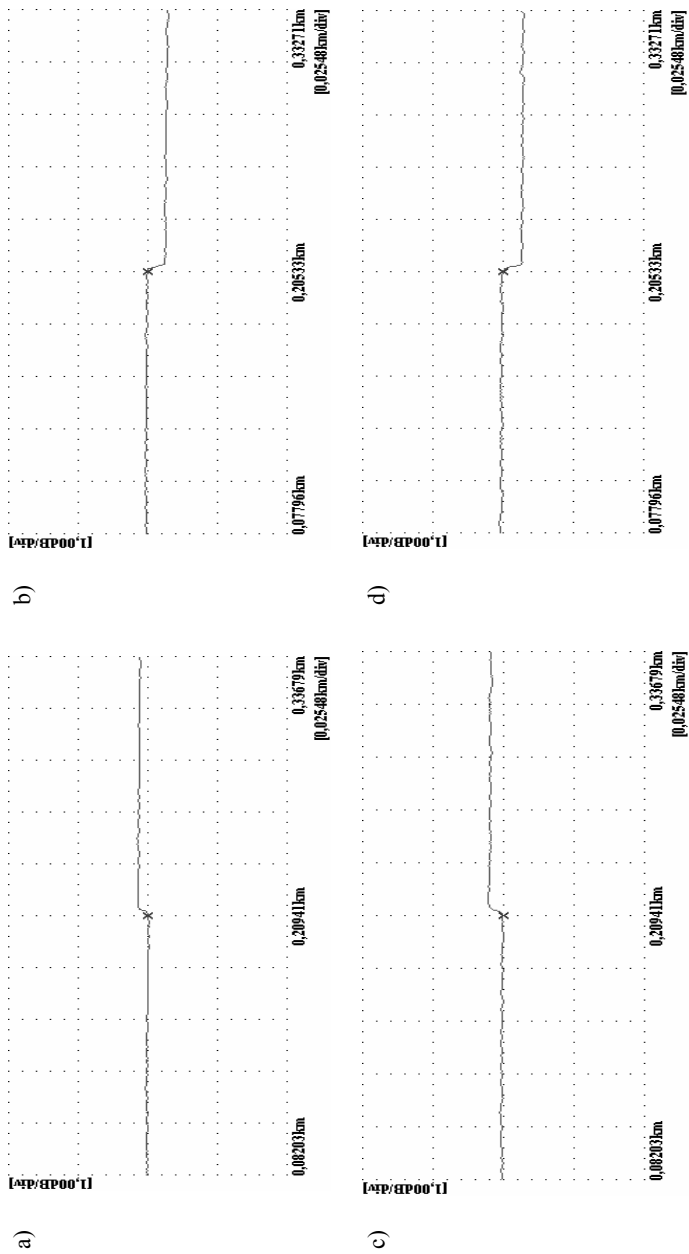 a)
[1,00dB/div]
0,08203km
0,20941km
0,33679km
[0,02548km/div]
b)
[1,00dB/div]
0,07796km
0,20533km
0,33271km
[0,02548km/div]
c)
[1,00dB/div]
0,08203km
0,20941km
0,33679km
[0,02548km/div]
d)
[1,00dB/div]
0,07796km
0,20533km
0,33271km
[0,02548km/div]